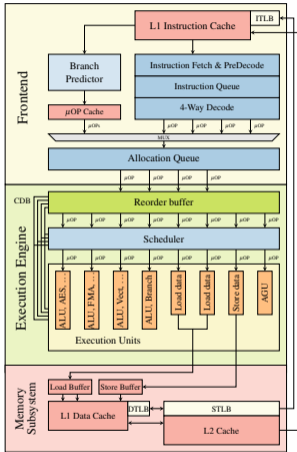 ITLB
L1 Instruction Cache
Frontend
Branch
Predictor
Instruction Fetch & PreDecode
Instruction Queue
4-Way Decode
μOP Cache
μOPs
μOP μOP μOP μOP
MUX
Allocation Queue
μOP μOP μOP μOP
Execution Engine
CDB
Reorder buffer
μOP μOP μOP μOP μOP μOP μOP μOP
Scheduler
μOP μOP μOP μOP μOP μOP μOP μOP
ALU, AES, …
ALU, FMA, …
ALU, Vect, …
ALU, Branch
Load data
Load data
Store data
AGU
Execution Units
Memory
Subsystem
Load Buffer
Store Buffer
L1 Data Cache
DTLB
STLB
L2 Cache